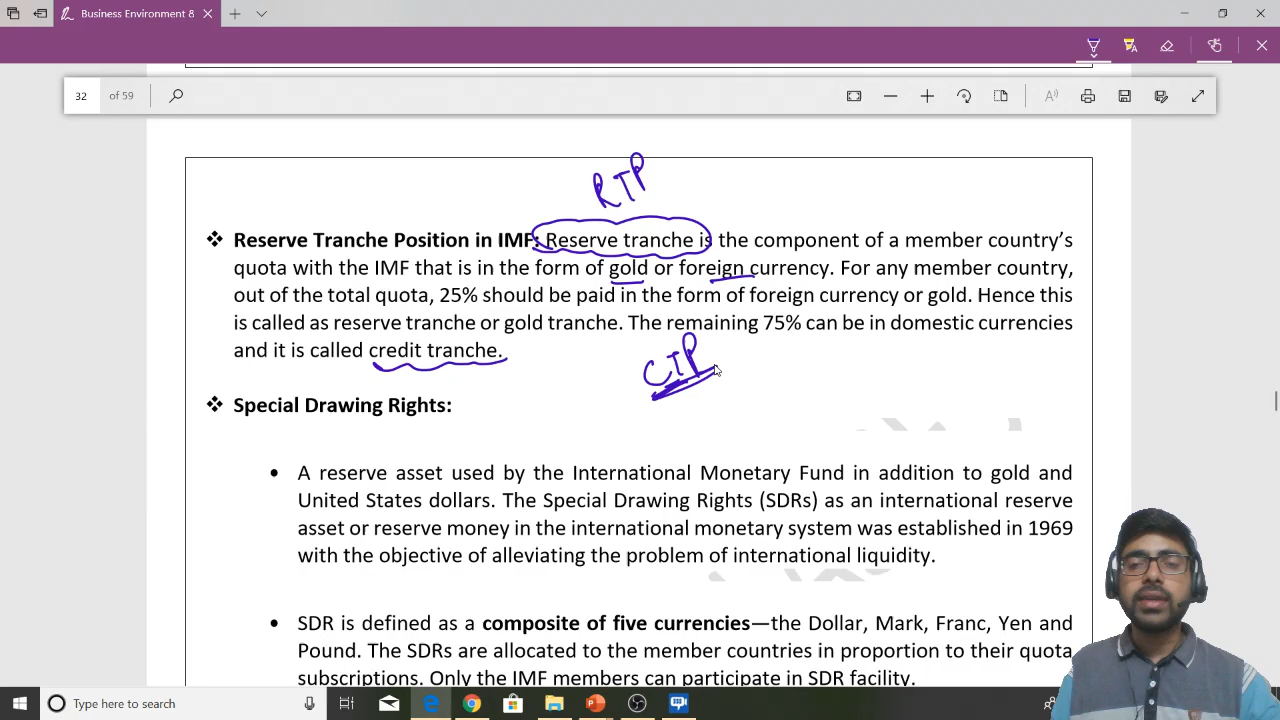 Business Environment 8
32 of 59
RTP
❖ Reserve Tranche Position in IMF: Reserve tranche is the component of a member country's
quota with the IMF that is in the form of gold or foreign currency. For any member country,
out of the total quota, 25% should be paid in the form of foreign currency or gold. Hence this
is called as reserve tranche or gold tranche. The remaining 75% can be in domestic currencies
and it is called credit tranche.
CTP
❖ Special Drawing Rights:
• A reserve asset used by the International Monetary Fund in addition to gold and
United States dollars. The Special Drawing Rights (SDRs) as an international reserve
asset or reserve money in the international monetary system was established in 1969
with the objective of alleviating the problem of international liquidity.
• SDR is defined as a composite of five currencies—the Dollar, Mark, Franc, Yen and
Pound. The SDRs are allocated to the member countries in proportion to their quota
subscriptions. Only the IMF members can participate in SDR facility.
Type here to search